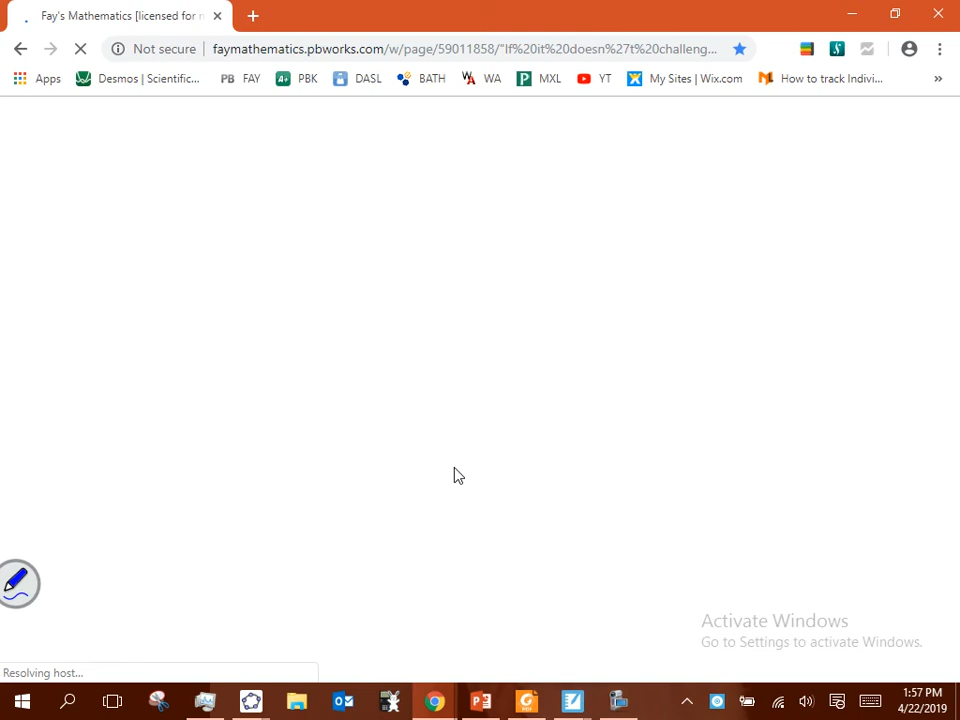 Fay's Mathematics [licensed for n
Not secure faymathematics.pbworks.com/w/page/59011858/"If%20it%20doesn%27t%20challeng...
Apps Desmos | Scientific... PB FAY A+ PBK DASL BATH WA MXL YT My Sites | Wix.com How to track Indivi... »
Activate Windows
Go to Settings to activate Windows.
Resolving host...
1:57 PM
4/22/2019